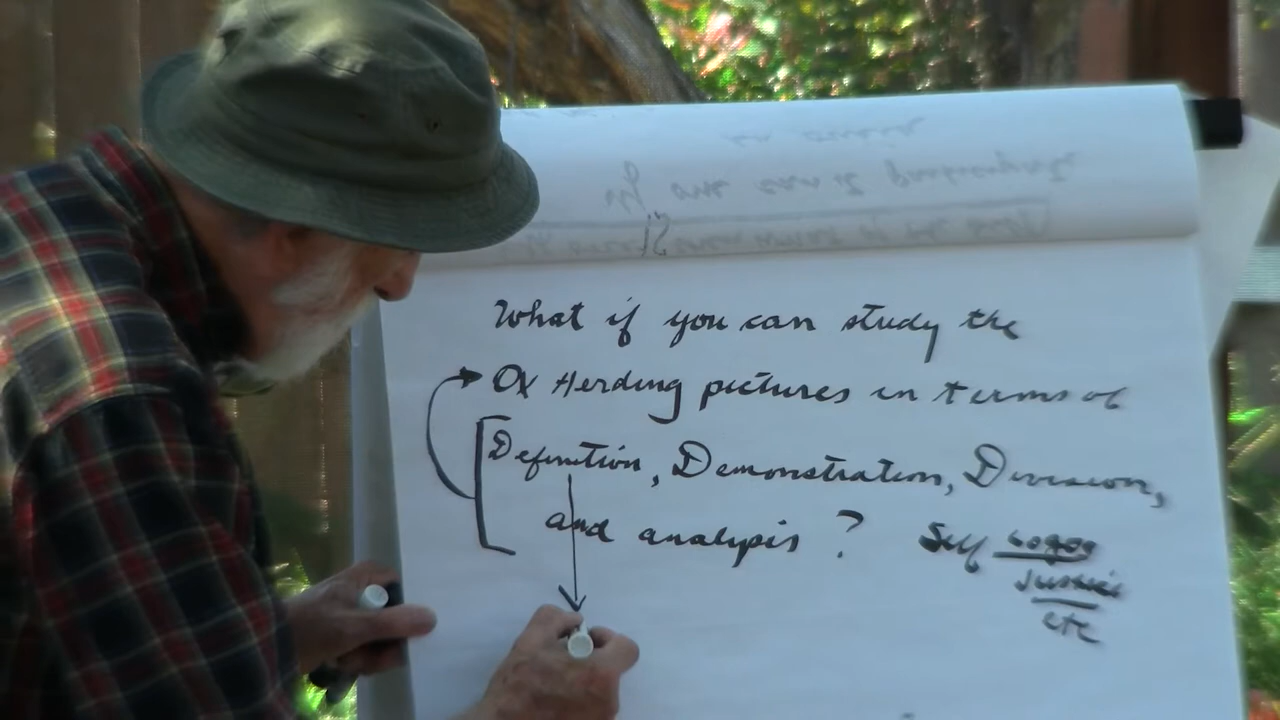 What if you can study the
Ox Herding pictures in terms of
Definition, Demonstration, Division,
and analysis ? Self Logos
Justice
etc